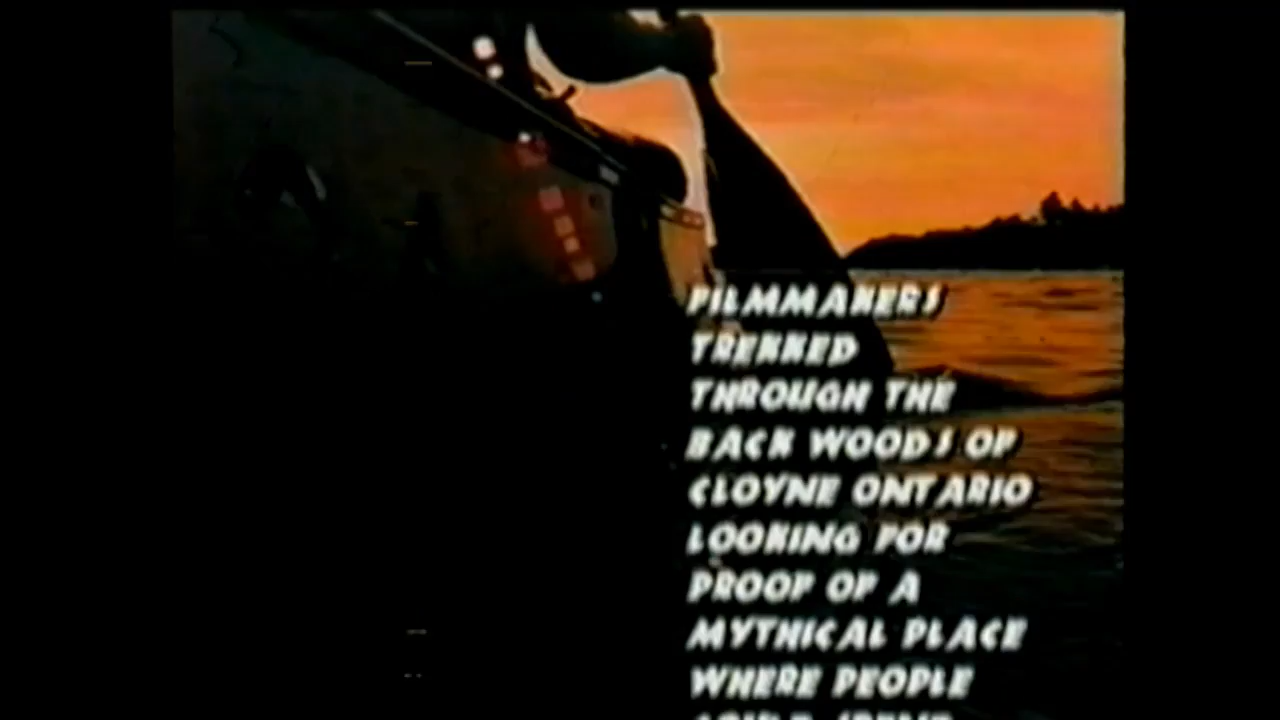 FILMMAKERS
TREKKED
THROUGH THE
BACK WOODS OF
CLOYNE ONTARIO
LOOKING FOR
PROOF OF A
MYTHICAL PLACE
WHERE PEOPLE